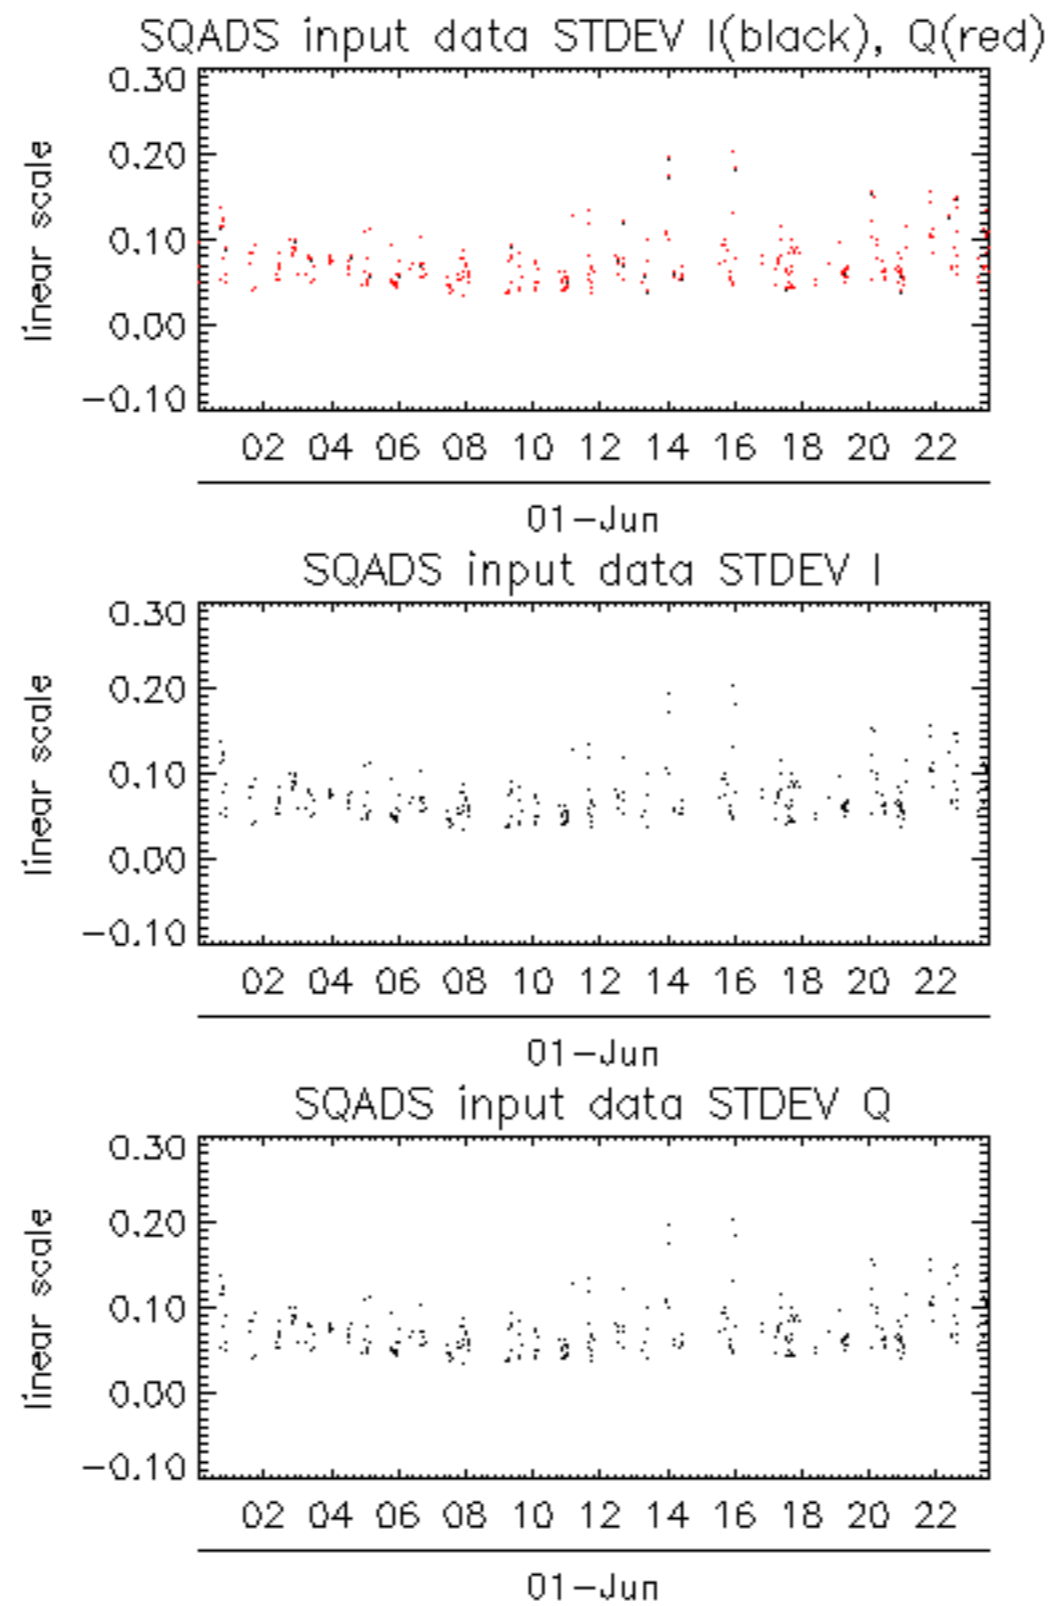 SQADS input data STDEV I(black), Q(red)
0.30
0.20
0.10
0.00
-0.10
linear scale
02 04 06 08 10 12 14 16 18 20 22
01-Jun
SQADS input data STDEV I
0.30
0.20
0.10
0.00
-0.10
linear scale
02 04 06 08 10 12 14 16 18 20 22
01-Jun
SQADS input data STDEV Q
0.30
0.20
0.10
0.00
-0.10
linear scale
02 04 06 08 10 12 14 16 18 20 22
01-Jun